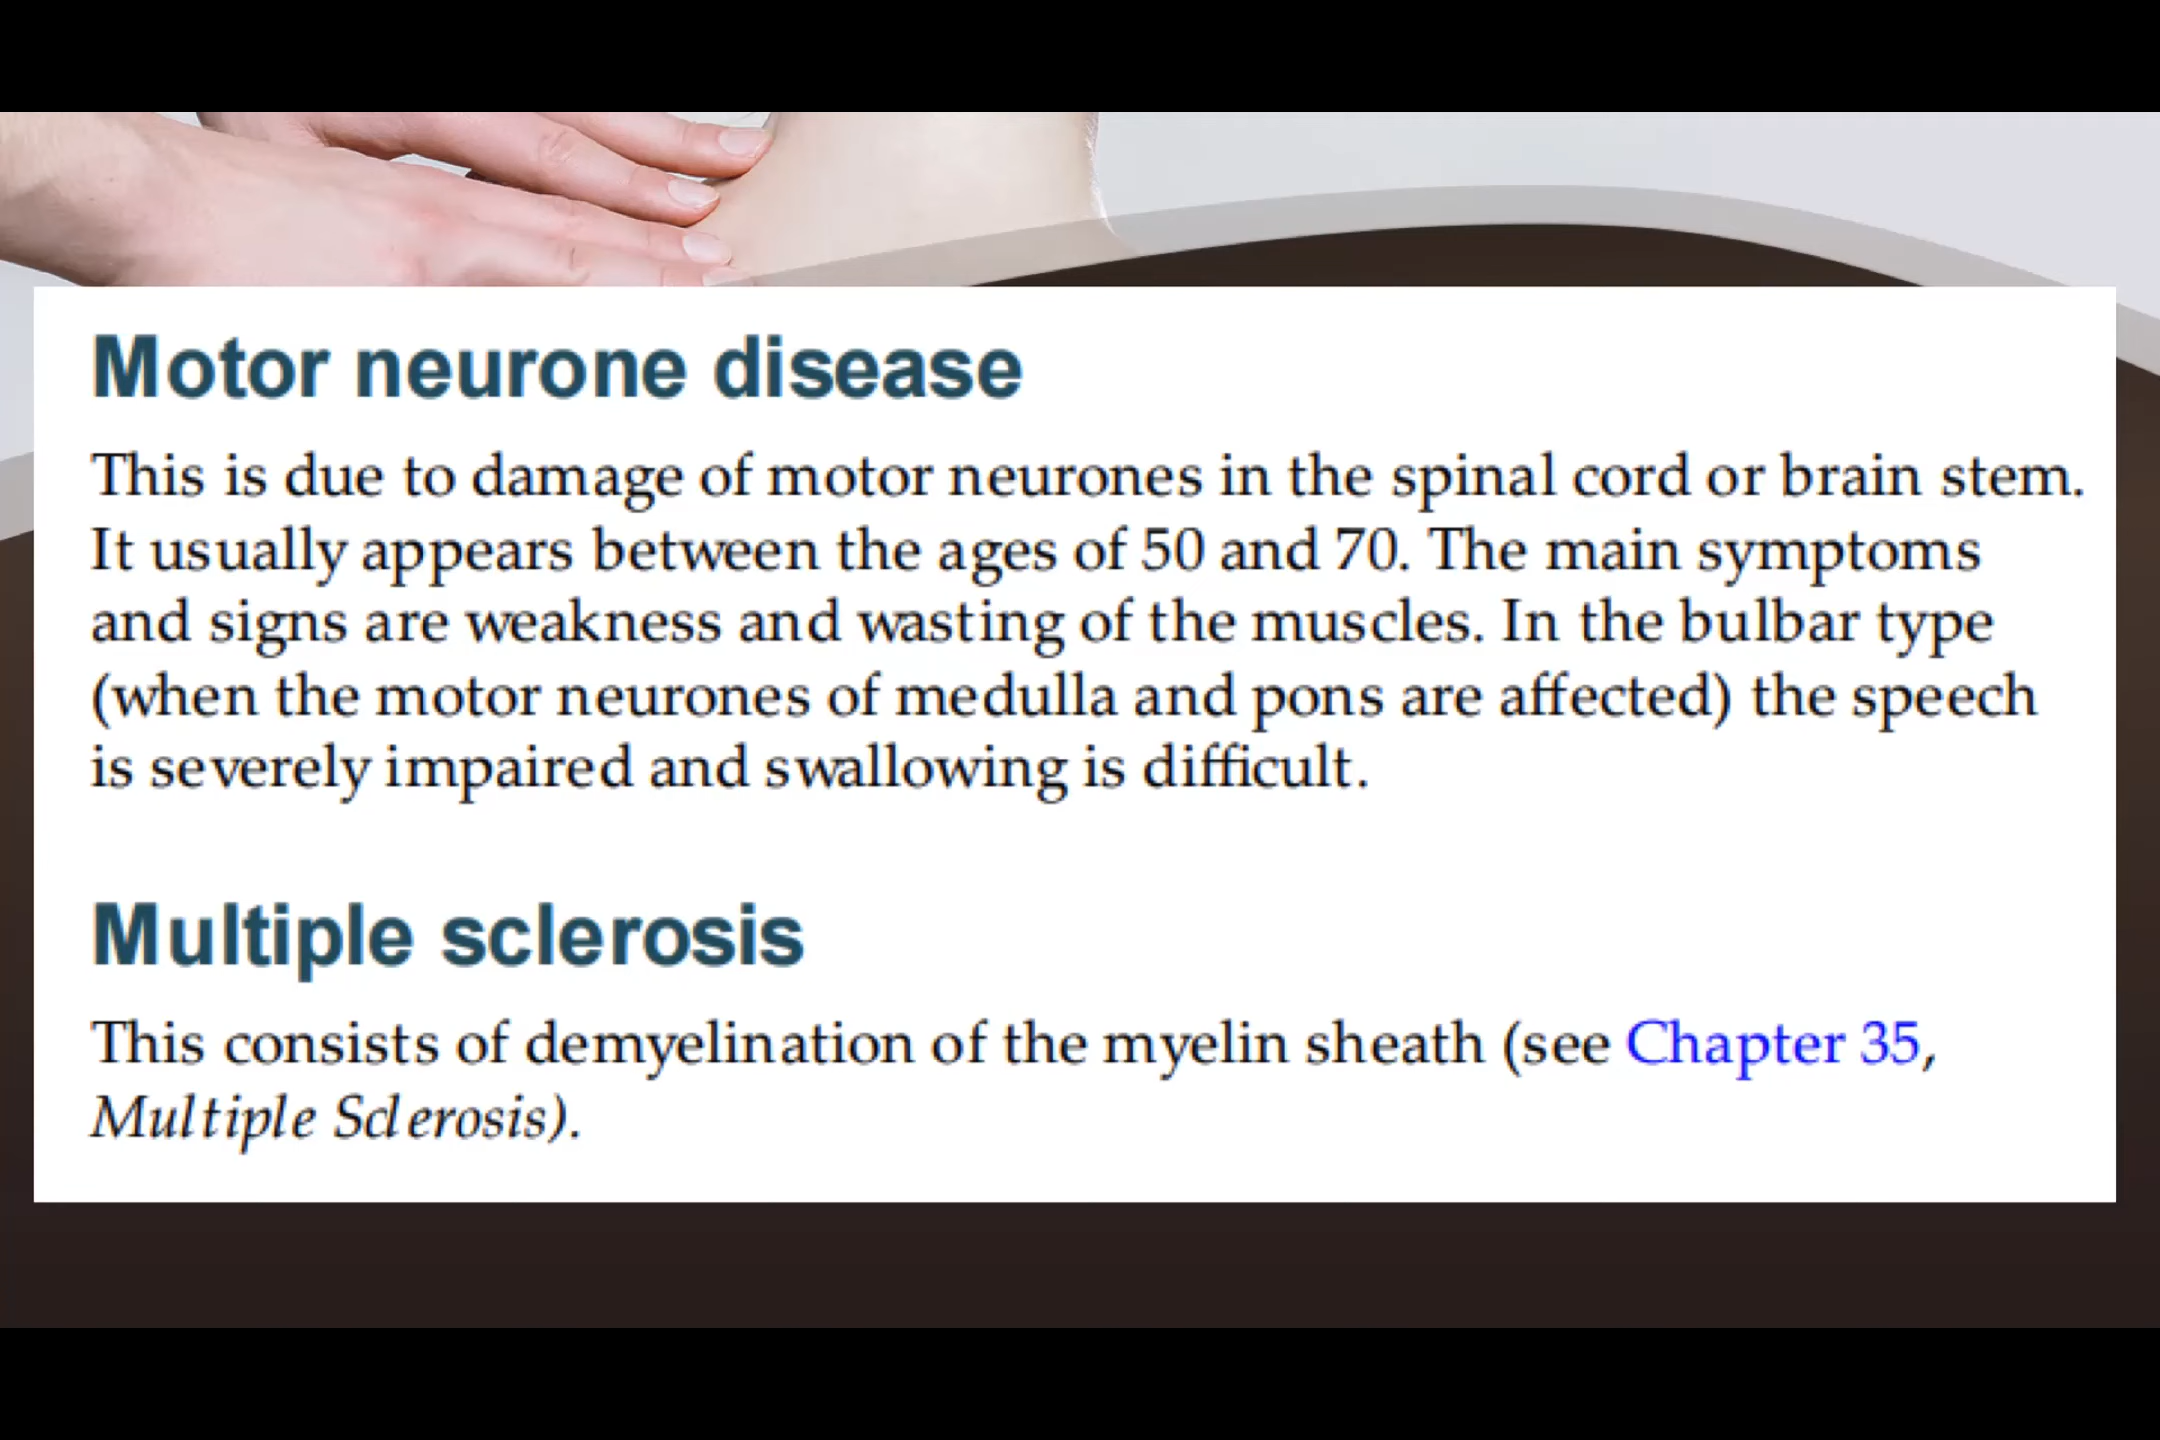 Motor neurone disease
This is due to damage of motor neurones in the spinal cord or brain stem.
It usually appears between the ages of 50 and 70. The main symptoms
and signs are weakness and wasting of the muscles. In the bulbar type
(when the motor neurones of medulla and pons are affected) the speech
is severely impaired and swallowing is difficult.
Multiple sclerosis
This consists of demyelination of the myelin sheath (see Chapter 35,
Multiple Sclerosis).